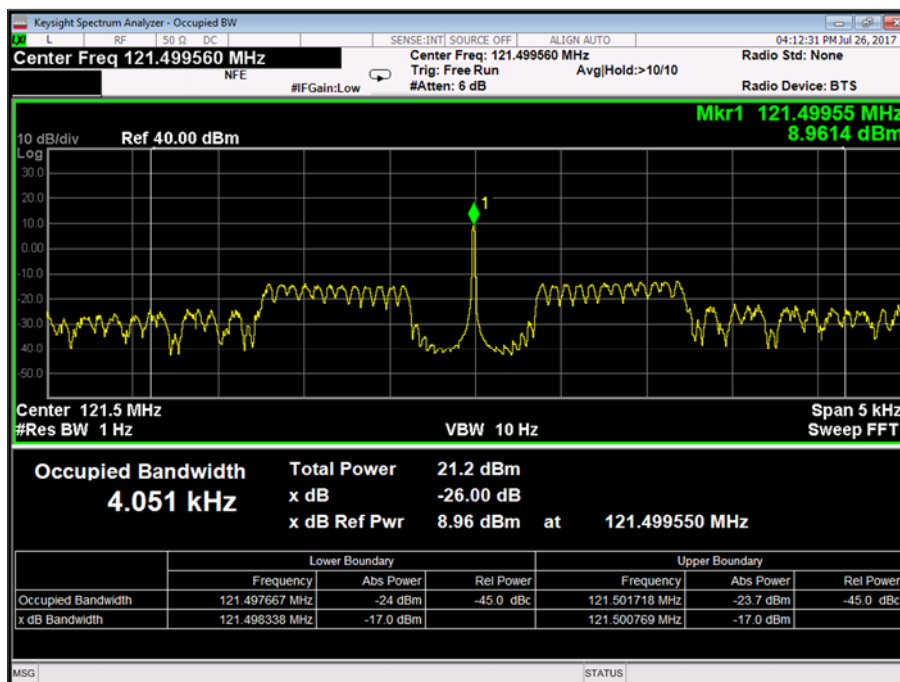 Keysight Spectrum Analyzer - Occupied BW
LXI L RF 50 Ω DC SENSE:INT SOURCE OFF ALIGN AUTO 04:12:31 PM Jul 26, 2017
Center Freq 121.499560 MHz Center Freq: 121.499560 MHz Radio Std: None
NFE Trig: Free Run Avg|Hold:>10/10
#IFGain:Low #Atten: 6 dB Radio Device: BTS
Mkr1 121.49955 MHz
10 dB/div Ref 40.00 dBm 8.9614 dBm
Log
30.0
20.0
1
10.0
0.00
-10.0
-20.0
-30.0
-40.0
-50.0
Center 121.5 MHz Span 5 kHz
#Res BW 1 Hz VBW 10 Hz Sweep FFT
Occupied Bandwidth Total Power 21.2 dBm
4.051 kHz x dB -26.00 dB
x dB Ref Pwr 8.96 dBm at 121.499550 MHz
Lower Boundary Upper Boundary
Frequency Abs Power Rel Power Frequency Abs Power Rel Power
Occupied Bandwidth 121.497667 MHz -24 dBm -45.0 dBc 121.501718 MHz -23.7 dBm -45.0 dBc
x dB Bandwidth 121.498338 MHz -17.0 dBm 121.500769 MHz -17.0 dBm
MSG STATUS